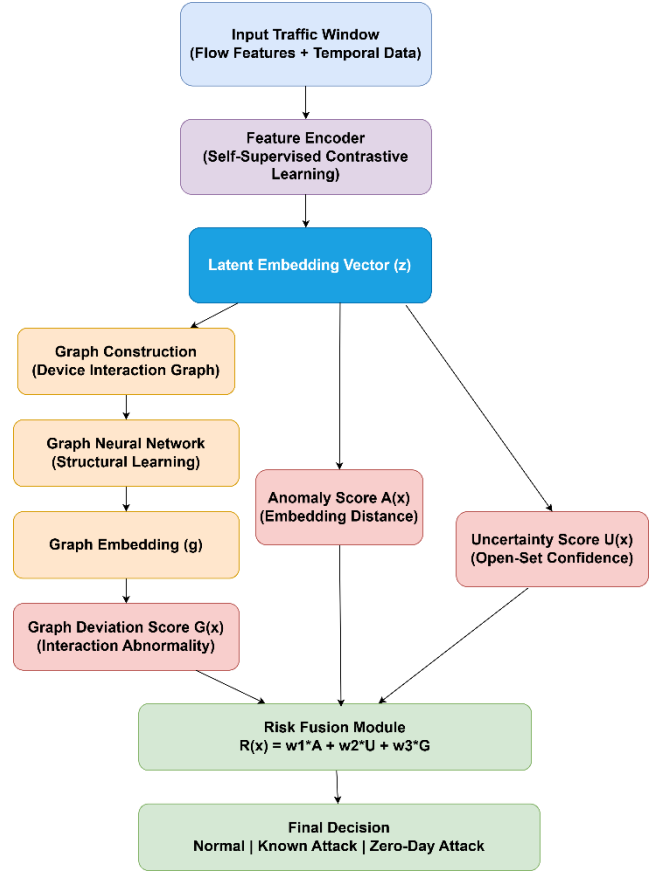 Input Traffic Window
(Flow Features + Temporal Data)
Feature Encoder
(Self-Supervised Contrastive
Learning)
Latent Embedding Vector (z)
Graph Construction
(Device Interaction Graph)
Graph Neural Network
(Structural Learning)
Graph Embedding (g)
Graph Deviation Score G(x)
(Interaction Abnormality)
Anomaly Score A(x)
(Embedding Distance)
Uncertainty Score U(x)
(Open-Set Confidence)
Risk Fusion Module
R(x) = w1*A + w2*U + w3*G
Final Decision
Normal | Known Attack | Zero-Day Attack